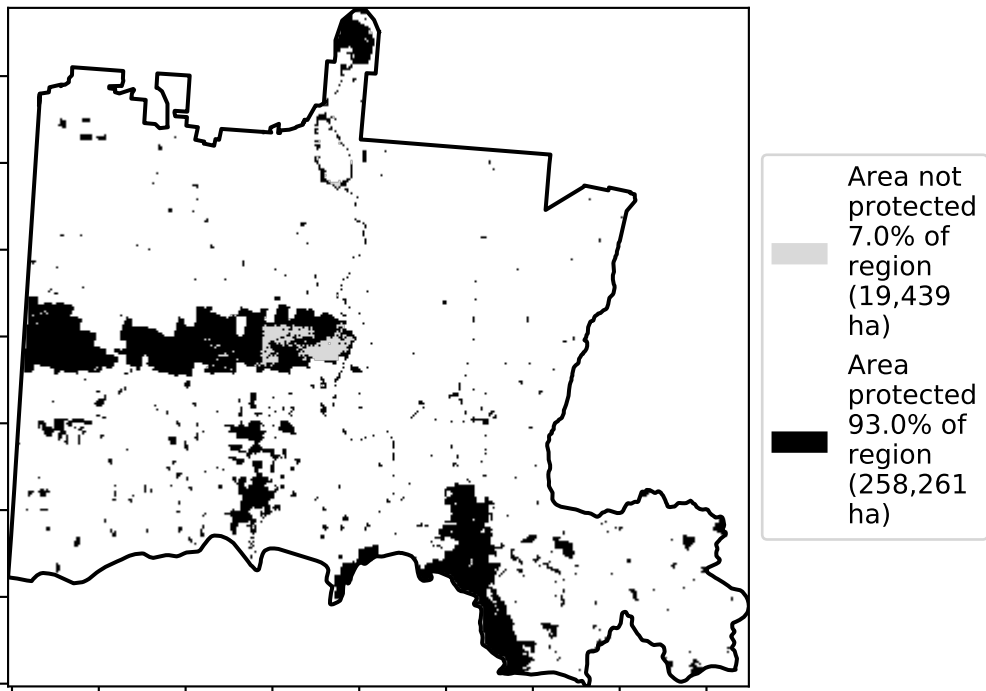 Area not
protected
7.0% of
region
(19,439
ha)
Area
protected
93.0% of
region
(258,261
ha)